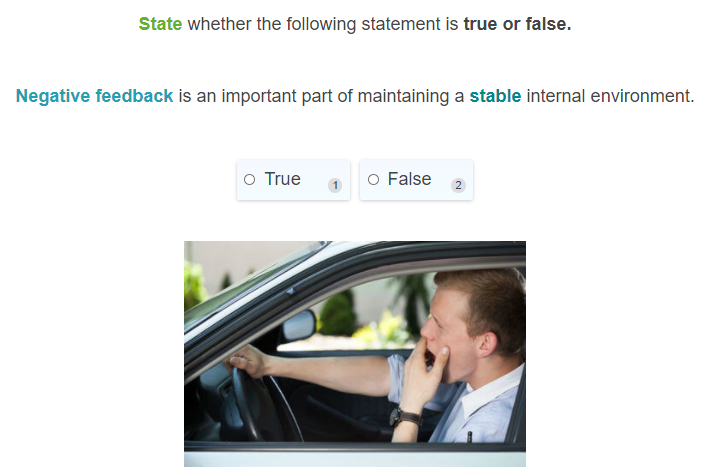 State whether the following statement is true or false.
Negative feedback is an important part of maintaining a stable internal environment.
True 1 False 2